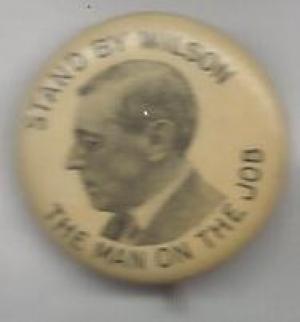 STAND BY WILSON
THE MAN ON THE JOB